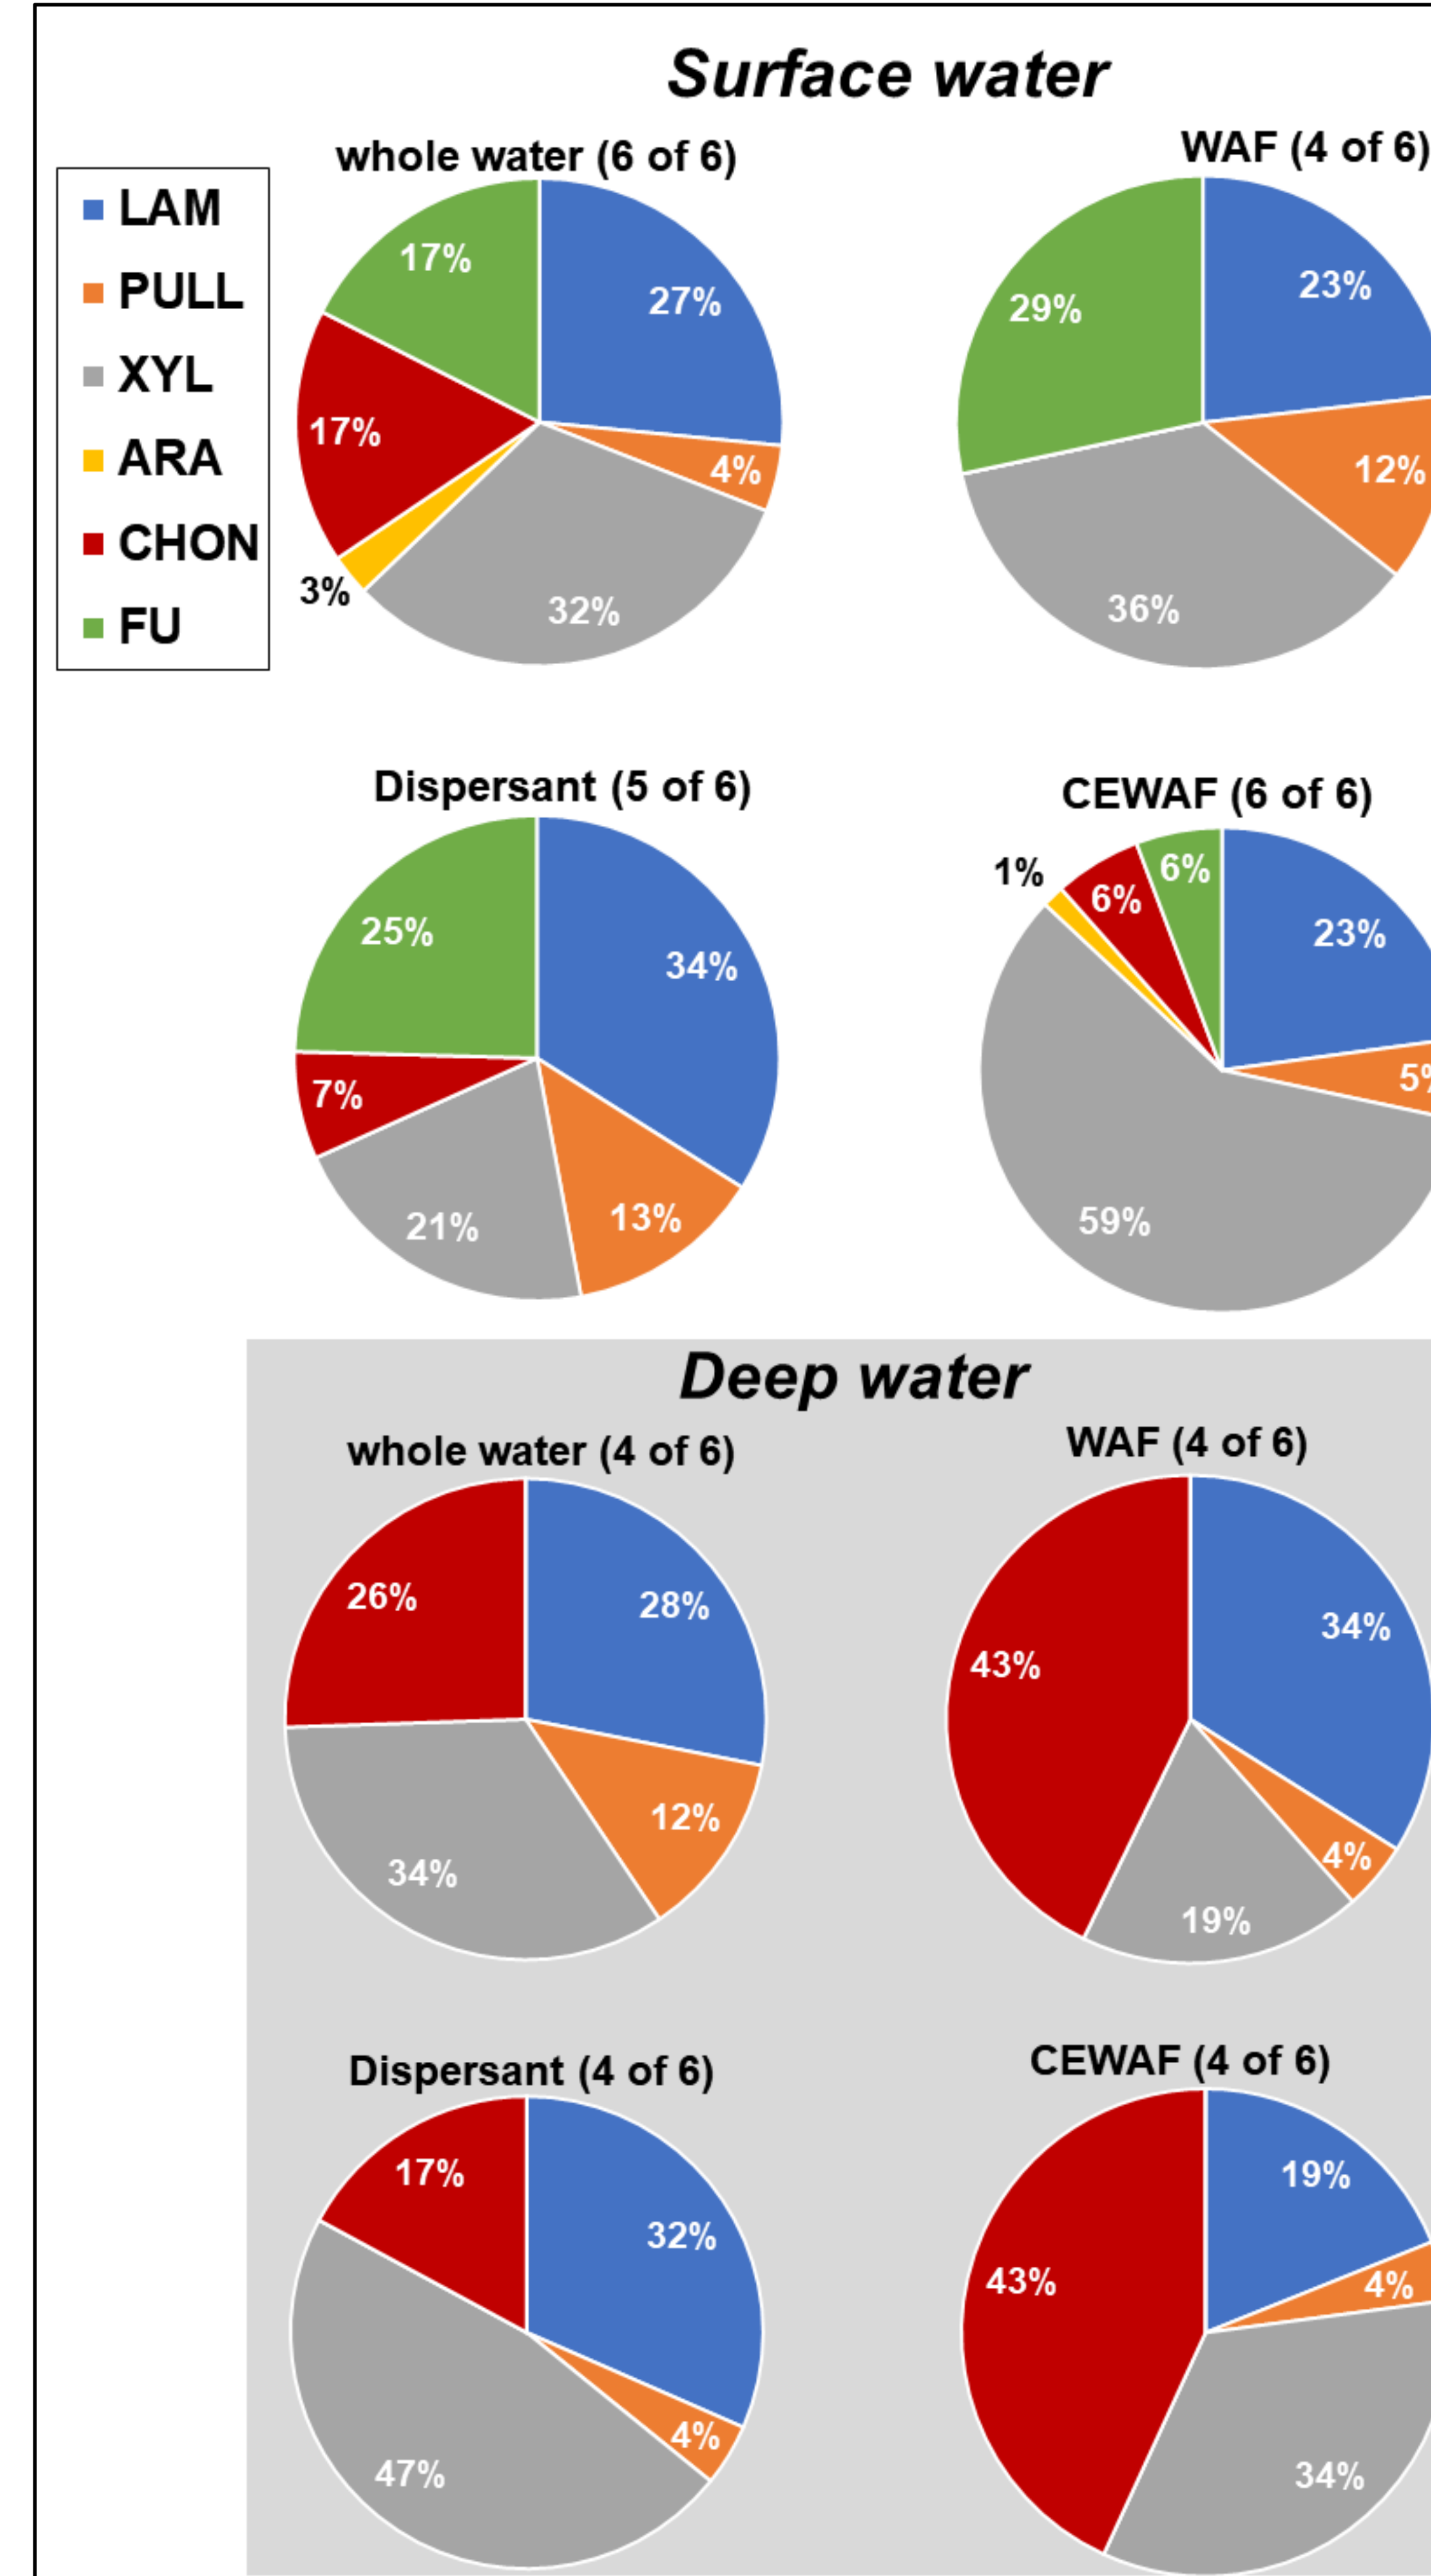 Surface water
whole water (6 of 6)
WAF (4 of 6)
LAM
PULL
XYL
ARA
CHON
FU
17%
27%
17%
4%
3%
32%
29%
23%
12%
36%
Dispersant (5 of 6)
CEWAF (6 of 6)
25%
34%
7%
21%
13%
1%
6%
6%
23%
5%
59%
Deep water
whole water (4 of 6)
WAF (4 of 6)
26%
28%
12%
34%
43%
34%
4%
19%
Dispersant (4 of 6)
CEWAF (4 of 6)
17%
32%
4%
47%
19%
43%
4%
34%